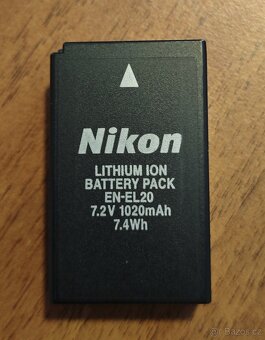 Nikon
LITHIUM ION
BATTERY PACK
EN-EL20
7.2V 1020mAh
7.4Wh